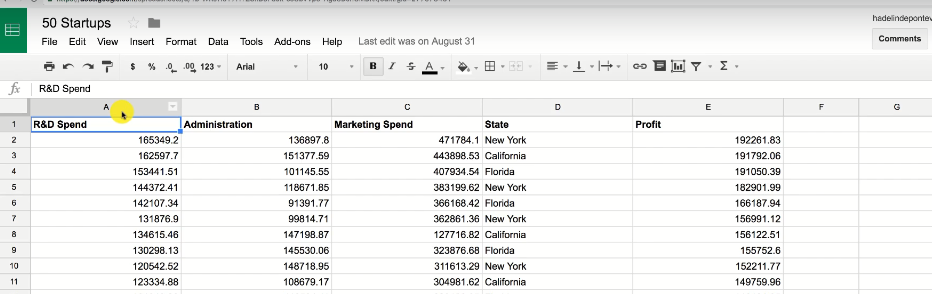 50 Startups
hadelindepontev
File Edit View Insert Format Data Tools Add-ons Help Last edit was on August 31
Comments
$ % .0 .00 123 Arial 10 B I S A Σ
fx R&D Spend
A B C D E F G
1 R&D Spend Administration Marketing Spend State Profit
2 165349.2 136897.8 471784.1 New York 192261.83
3 162597.7 151377.59 443898.53 California 191792.06
4 153441.51 101145.55 407934.54 Florida 191050.39
5 144372.41 118671.85 383199.62 New York 182901.99
6 142107.34 91391.77 366168.42 Florida 166187.94
7 131876.9 99814.71 362861.36 New York 156991.12
8 134615.46 147198.87 127716.82 California 156122.51
9 130298.13 145530.06 323876.68 Florida 155752.6
10 120542.52 148718.95 311613.29 New York 152211.77
11 123334.88 108679.17 304981.62 California 149759.96